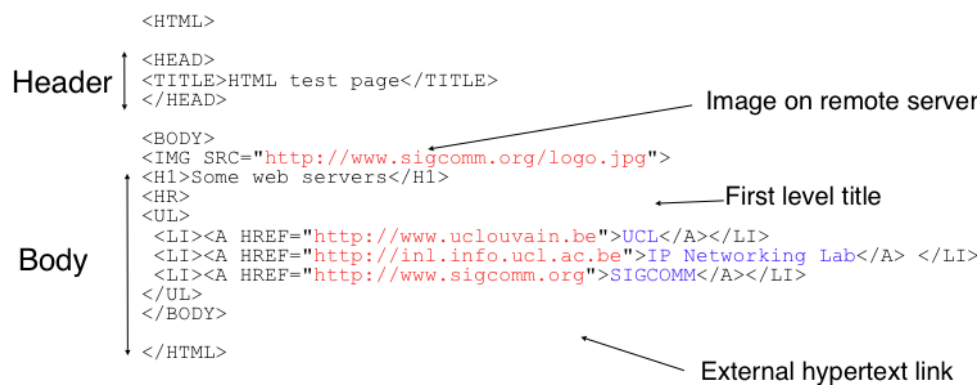 <HTML>
Header
<HEAD>
<TITLE>HTML test page</TITLE>
</HEAD>
Image on remote server
<BODY>
<IMG SRC="http://www.sigcomm.org/logo.jpg">
<H1>Some web servers</H1>
<HR>
First level title
<UL>
Body
<LI><A HREF="http://www.uclouvain.be">UCL</A></LI>
<LI><A HREF="http://inl.info.ucl.ac.be">IP Networking Lab</A> </LI>
<LI><A HREF="http://www.sigcomm.org">SIGCOMM</A></LI>
</UL>
</BODY>
</HTML>
External hypertext link